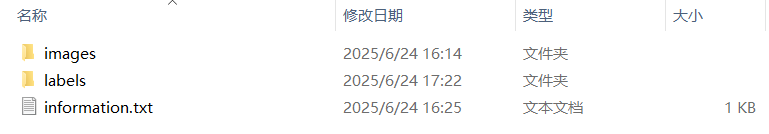 名称 修改日期 类型 大小
images 2025/6/24 16:14 文件夹
labels 2025/6/24 17:22 文件夹
information.txt 2025/6/24 16:25 文本文档 1 KB